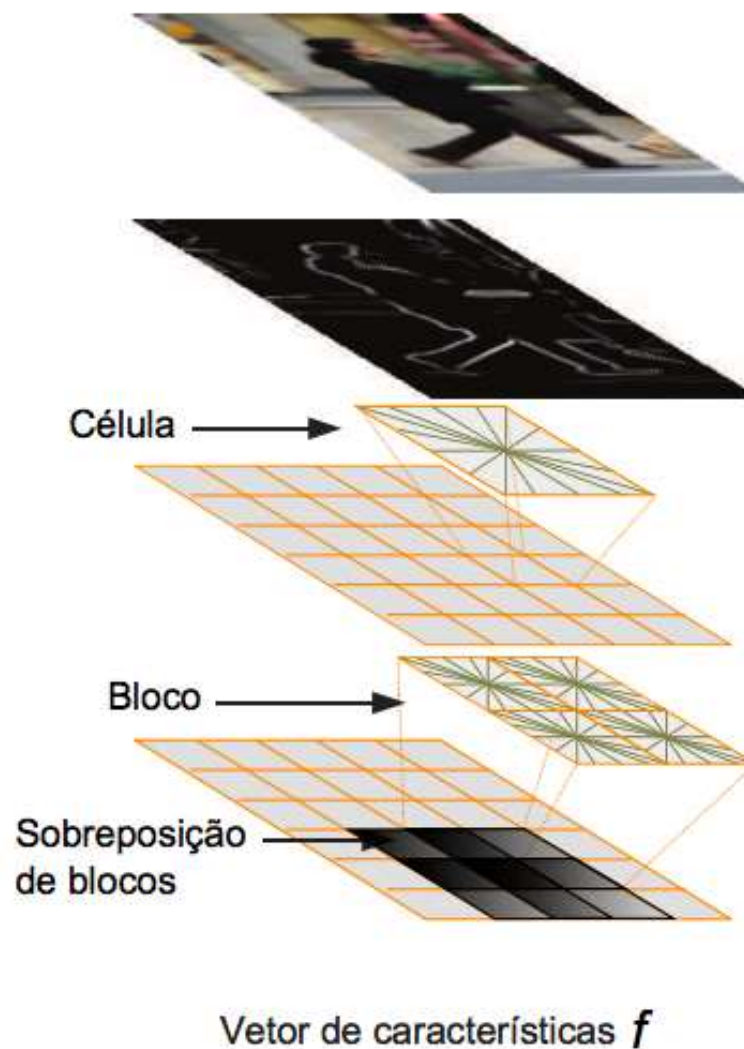 Célula
Bloco
Sobreposição
de blocos
Vetor de características f